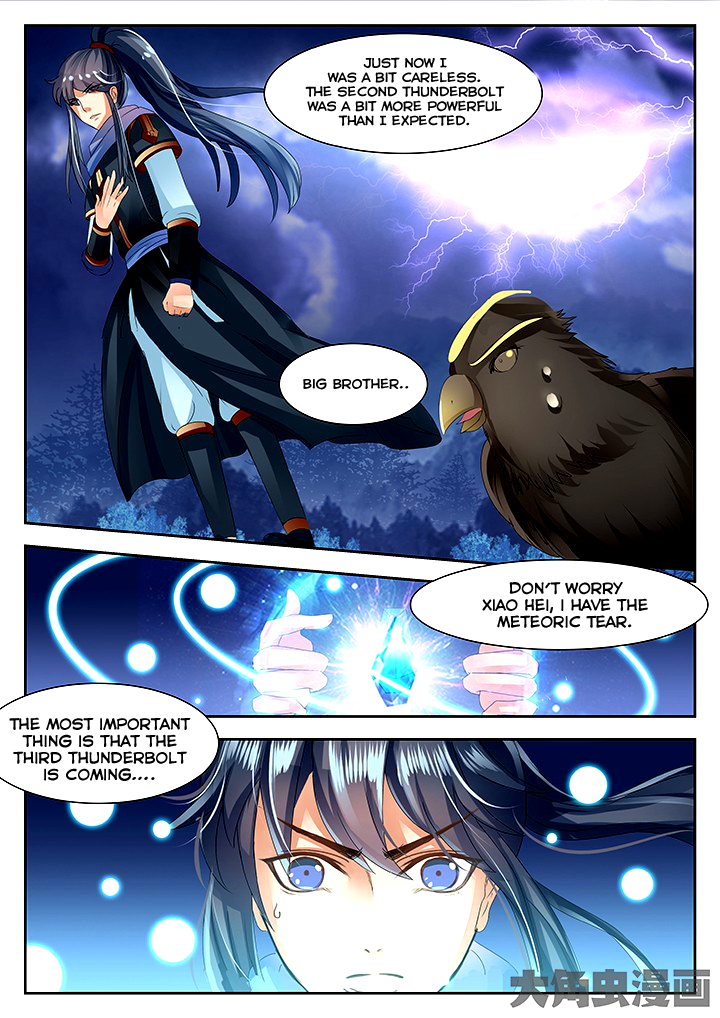 JUST NOW I
WAS A BIT CARELESS.
THE SECOND THUNDERBOLT
WAS A BIT MORE POWERFUL
THAN I EXPECTED.
BIG BROTHER..
DON'T WORRY
XIAO HEI, I HAVE THE
METEORIC TEAR.
THE MOST IMPORTANT
THING IS THAT THE
THIRD THUNDERBOLT
IS COMING....
大角虫漫画